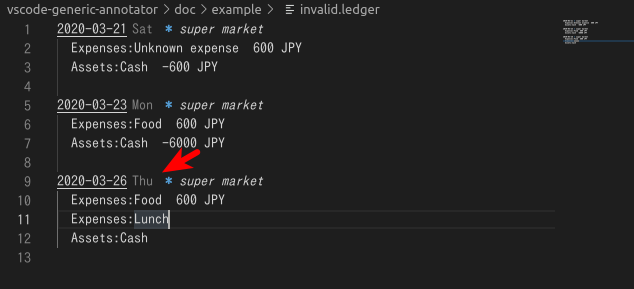 vscode-generic-annotator > doc > example > invalid.ledger
1 2020-03-21 Sat * super market
2 Expenses:Unknown expense 600 JPY
3 Assets:Cash -600 JPY
4
5 2020-03-23 Mon * super market
6 Expenses:Food 600 JPY
7 Assets:Cash -6000 JPY
8
9 2020-03-26 Thu * super market
10 Expenses:Food 600 JPY
11 Expenses:Lunch
12 Assets:Cash
13